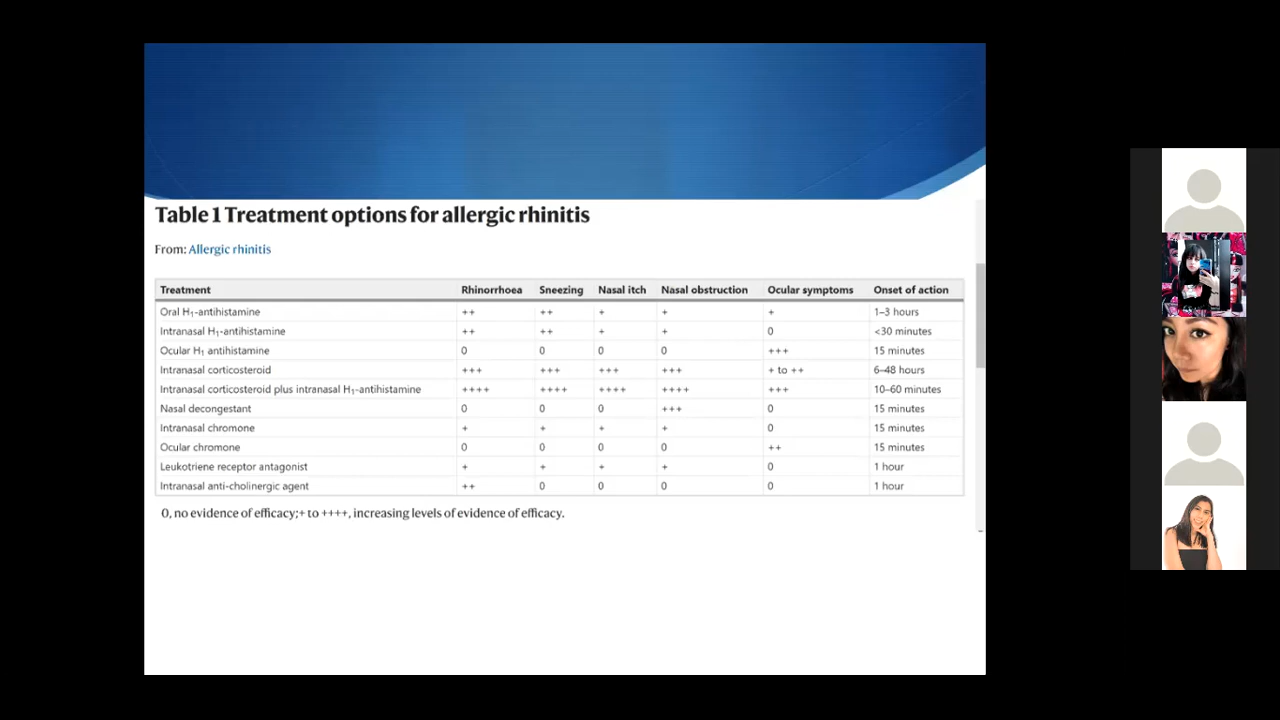 Table 1 Treatment options for allergic rhinitis
From: Allergic rhinitis
Treatment Rhinorrhoea Sneezing Nasal itch Nasal obstruction Ocular symptoms Onset of action
Oral H1-antihistamine ++ ++ + + + 1–3 hours
Intranasal H1-antihistamine ++ ++ + + 0 <30 minutes
Ocular H1 antihistamine 0 0 0 0 +++ 15 minutes
Intranasal corticosteroid +++ +++ +++ +++ + to ++ 6–48 hours
Intranasal corticosteroid plus intranasal H1-antihistamine ++++ ++++ ++++ ++++ +++ 10–60 minutes
Nasal decongestant 0 0 0 +++ 0 15 minutes
Intranasal chromone + + + + 0 15 minutes
Ocular chromone 0 0 0 0 ++ 15 minutes
Leukotriene receptor antagonist + + + + 0 1 hour
Intranasal anti-cholinergic agent ++ 0 0 0 0 1 hour
0, no evidence of efficacy;+ to ++++, increasing levels of evidence of efficacy.